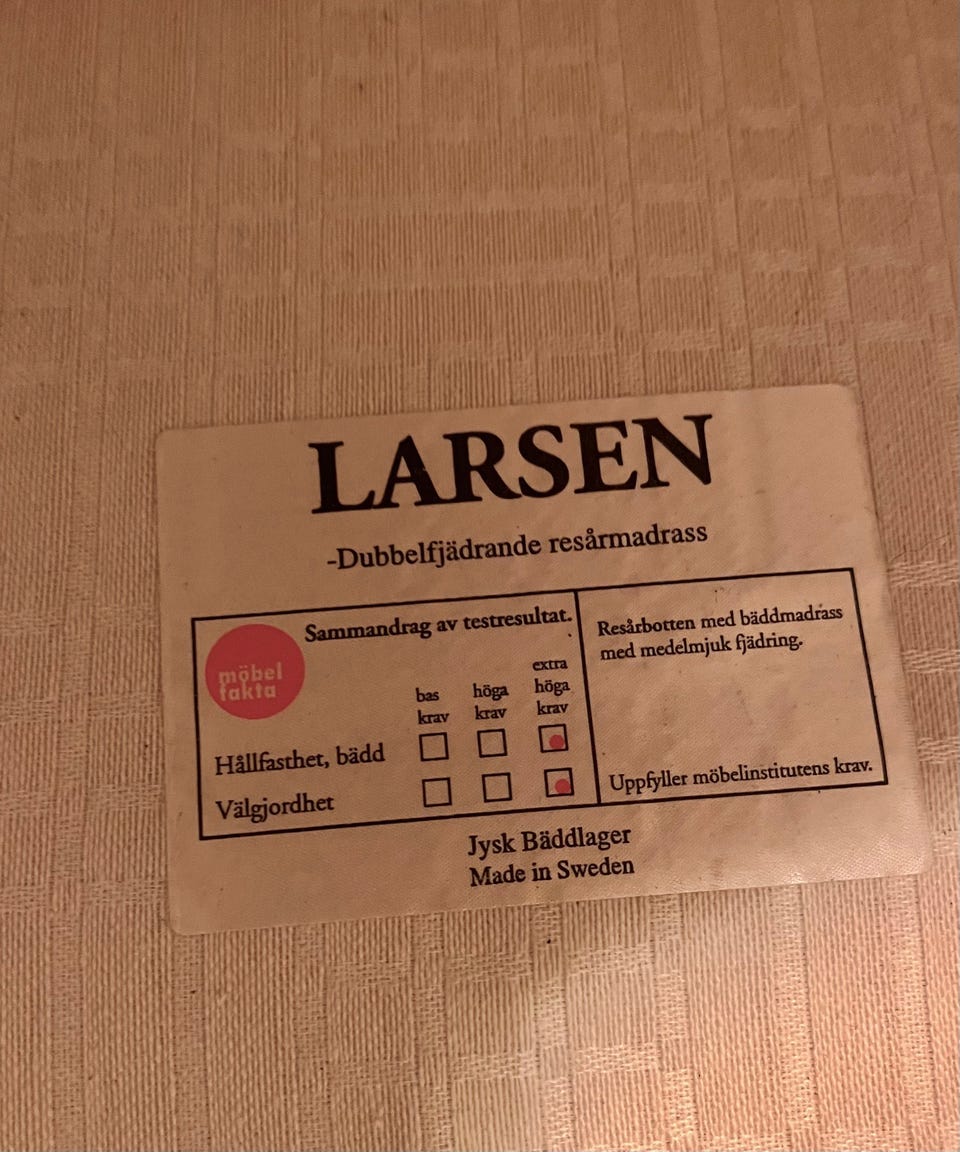 LARSEN
-Dubbelfjädrande resårmadrass
möbel
fakta
Sammandrag av testresultat.
bas
krav
höga
krav
extra
höga
krav
Hållfasthet, bädd
Välgjordhet
Resårbotten med bäddmadrass
med medelmjuk fjädring.
Uppfyller möbelinstitutens krav.
Jysk Bäddlager
Made in Sweden